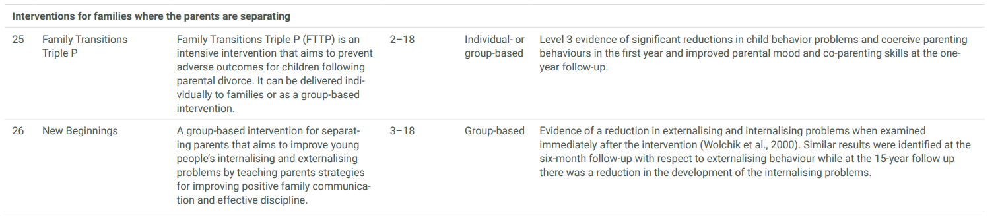 Interventions for families where the parents are separating
25 Family Transitions Triple P Family Transitions Triple P (FTTP) is an intensive intervention that aims to prevent adverse outcomes for children following parental divorce. It can be delivered indi-vidually to families or as a group-based intervention. 2–18 Individual- or group-based Level 3 evidence of significant reductions in child behavior problems and coercive parenting behaviours in the first year and improved parental mood and co-parenting skills at the one-year follow-up.
26 New Beginnings A group-based intervention for separat-ing parents that aims to improve young people’s internalising and externalising problems by teaching parents strategies for improving positive family communica-tion and effective discipline. 3–18 Group-based Evidence of a reduction in externalising and internalising problems when examined immediately after the intervention (Wolchik et al., 2000). Similar results were identified at the six-month follow-up with respect to externalising behaviour while at the 15-year follow up there was a reduction in the development of the internalising problems.